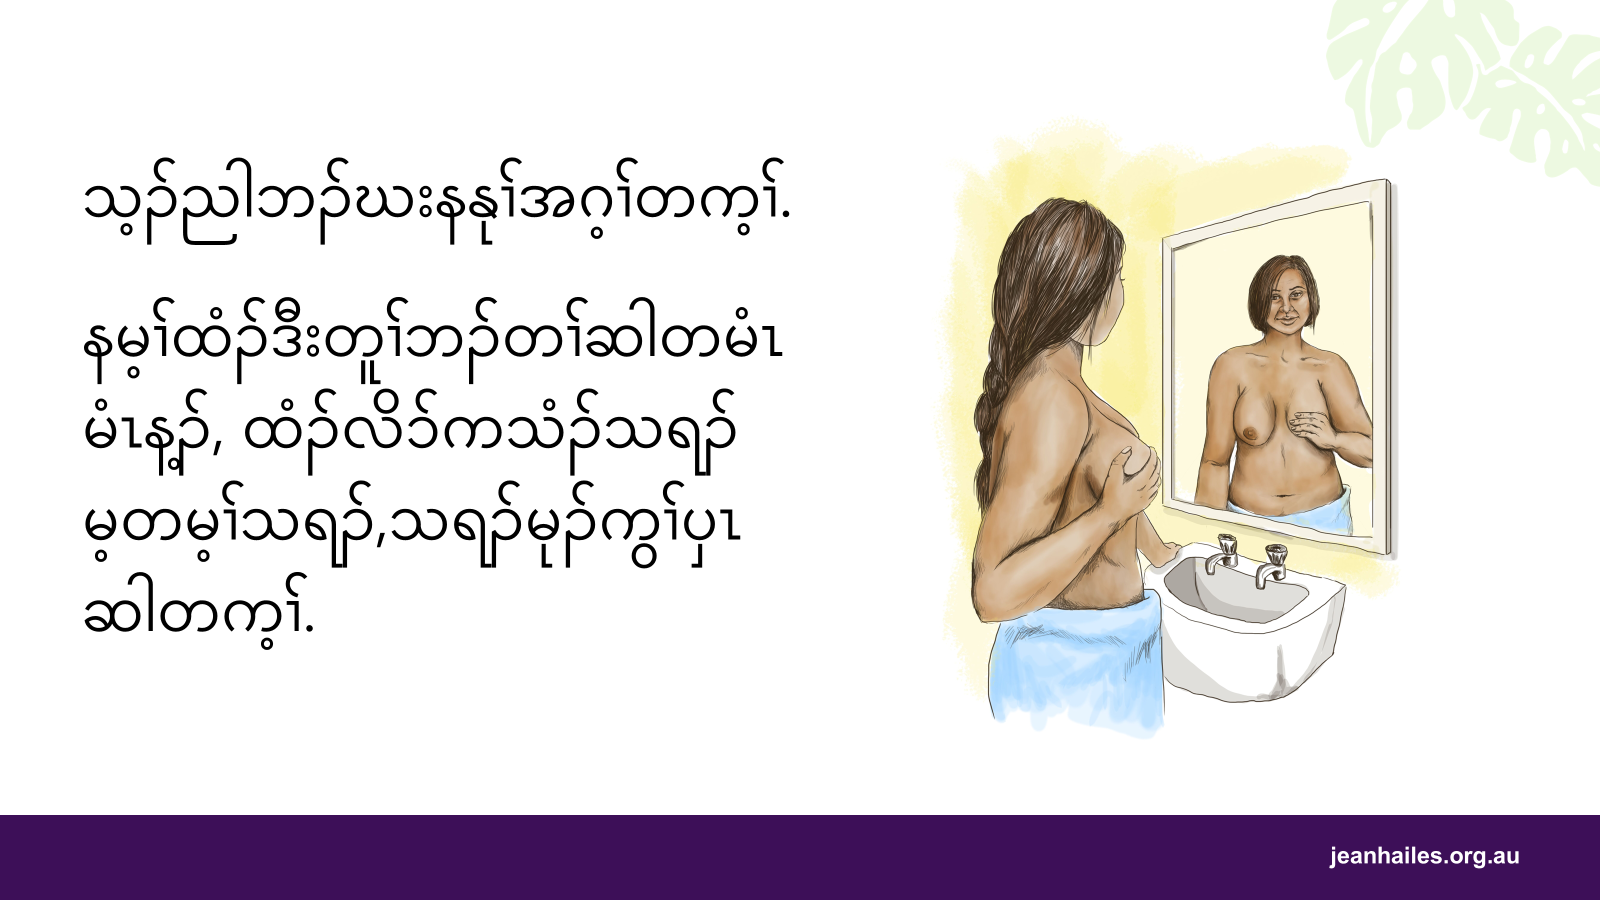 သ့ၣ်ညါဘၣ်ဃးနနုၢ်အဂ့ၢ်တက့ၢ်.
နမ့ၢ်ထံၣ်ဒီးတူၢ်ဘၣ်တၢ်ဆါတမံၤ
မံၤန့ၣ်, ထံၣ်လိာ်ကသံၣ်သရၣ်
မ့တမ့ၢ်သရၣ်,သရၣ်မုၣ်ကွၢ်ပှၤ
ဆါတက့ၢ်.
jeanhailes.org.au